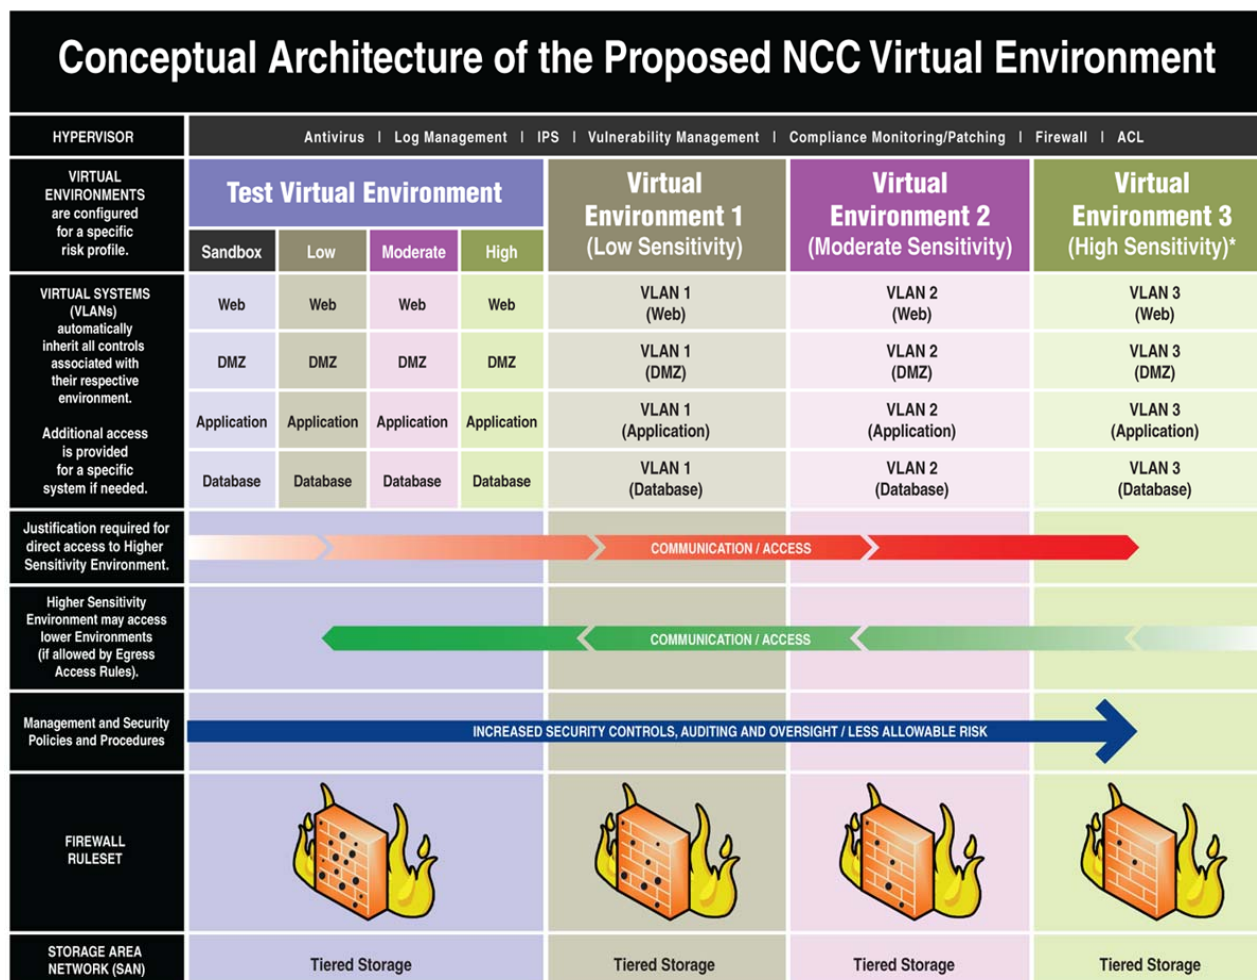 Conceptual Architecture of the Proposed NCC Virtual Environment
HYPERVISOR
Antivirus | Log Management | IPS | Vulnerability Management | Compliance Monitoring/Patching | Firewall | ACL
VIRTUAL
ENVIRONMENTS
are configured
for a specific
risk profile.
Test Virtual Environment
Sandbox
Low
Moderate
High
Virtual
Environment 1
(Low Sensitivity)
Virtual
Environment 2
(Moderate Sensitivity)
Virtual
Environment 3
(High Sensitivity)*
VIRTUAL SYSTEMS
(VLANs)
automatically
inherit all controls
associated with
their respective
environment.
Additional access
is provided
for a specific
system if needed.
Web
Web
Web
Web
VLAN 1
(Web)
VLAN 2
(Web)
VLAN 3
(Web)
DMZ
DMZ
DMZ
DMZ
VLAN 1
(DMZ)
VLAN 2
(DMZ)
VLAN 3
(DMZ)
Application
Application
Application
Application
VLAN 1
(Application)
VLAN 2
(Application)
VLAN 3
(Application)
Database
Database
Database
Database
VLAN 1
(Database)
VLAN 2
(Database)
VLAN 3
(Database)
Justification required for
direct access to Higher
Sensitivity Environment.
COMMUNICATION / ACCESS
Higher Sensitivity
Environment may access
lower Environments
(if allowed by Egress
Access Rules).
COMMUNICATION / ACCESS
Management and Security
Policies and Procedures
INCREASED SECURITY CONTROLS, AUDITING AND OVERSIGHT / LESS ALLOWABLE RISK
FIREWALL
RULESET
STORAGE AREA
NETWORK (SAN)
Tiered Storage
Tiered Storage
Tiered Storage
Tiered Storage